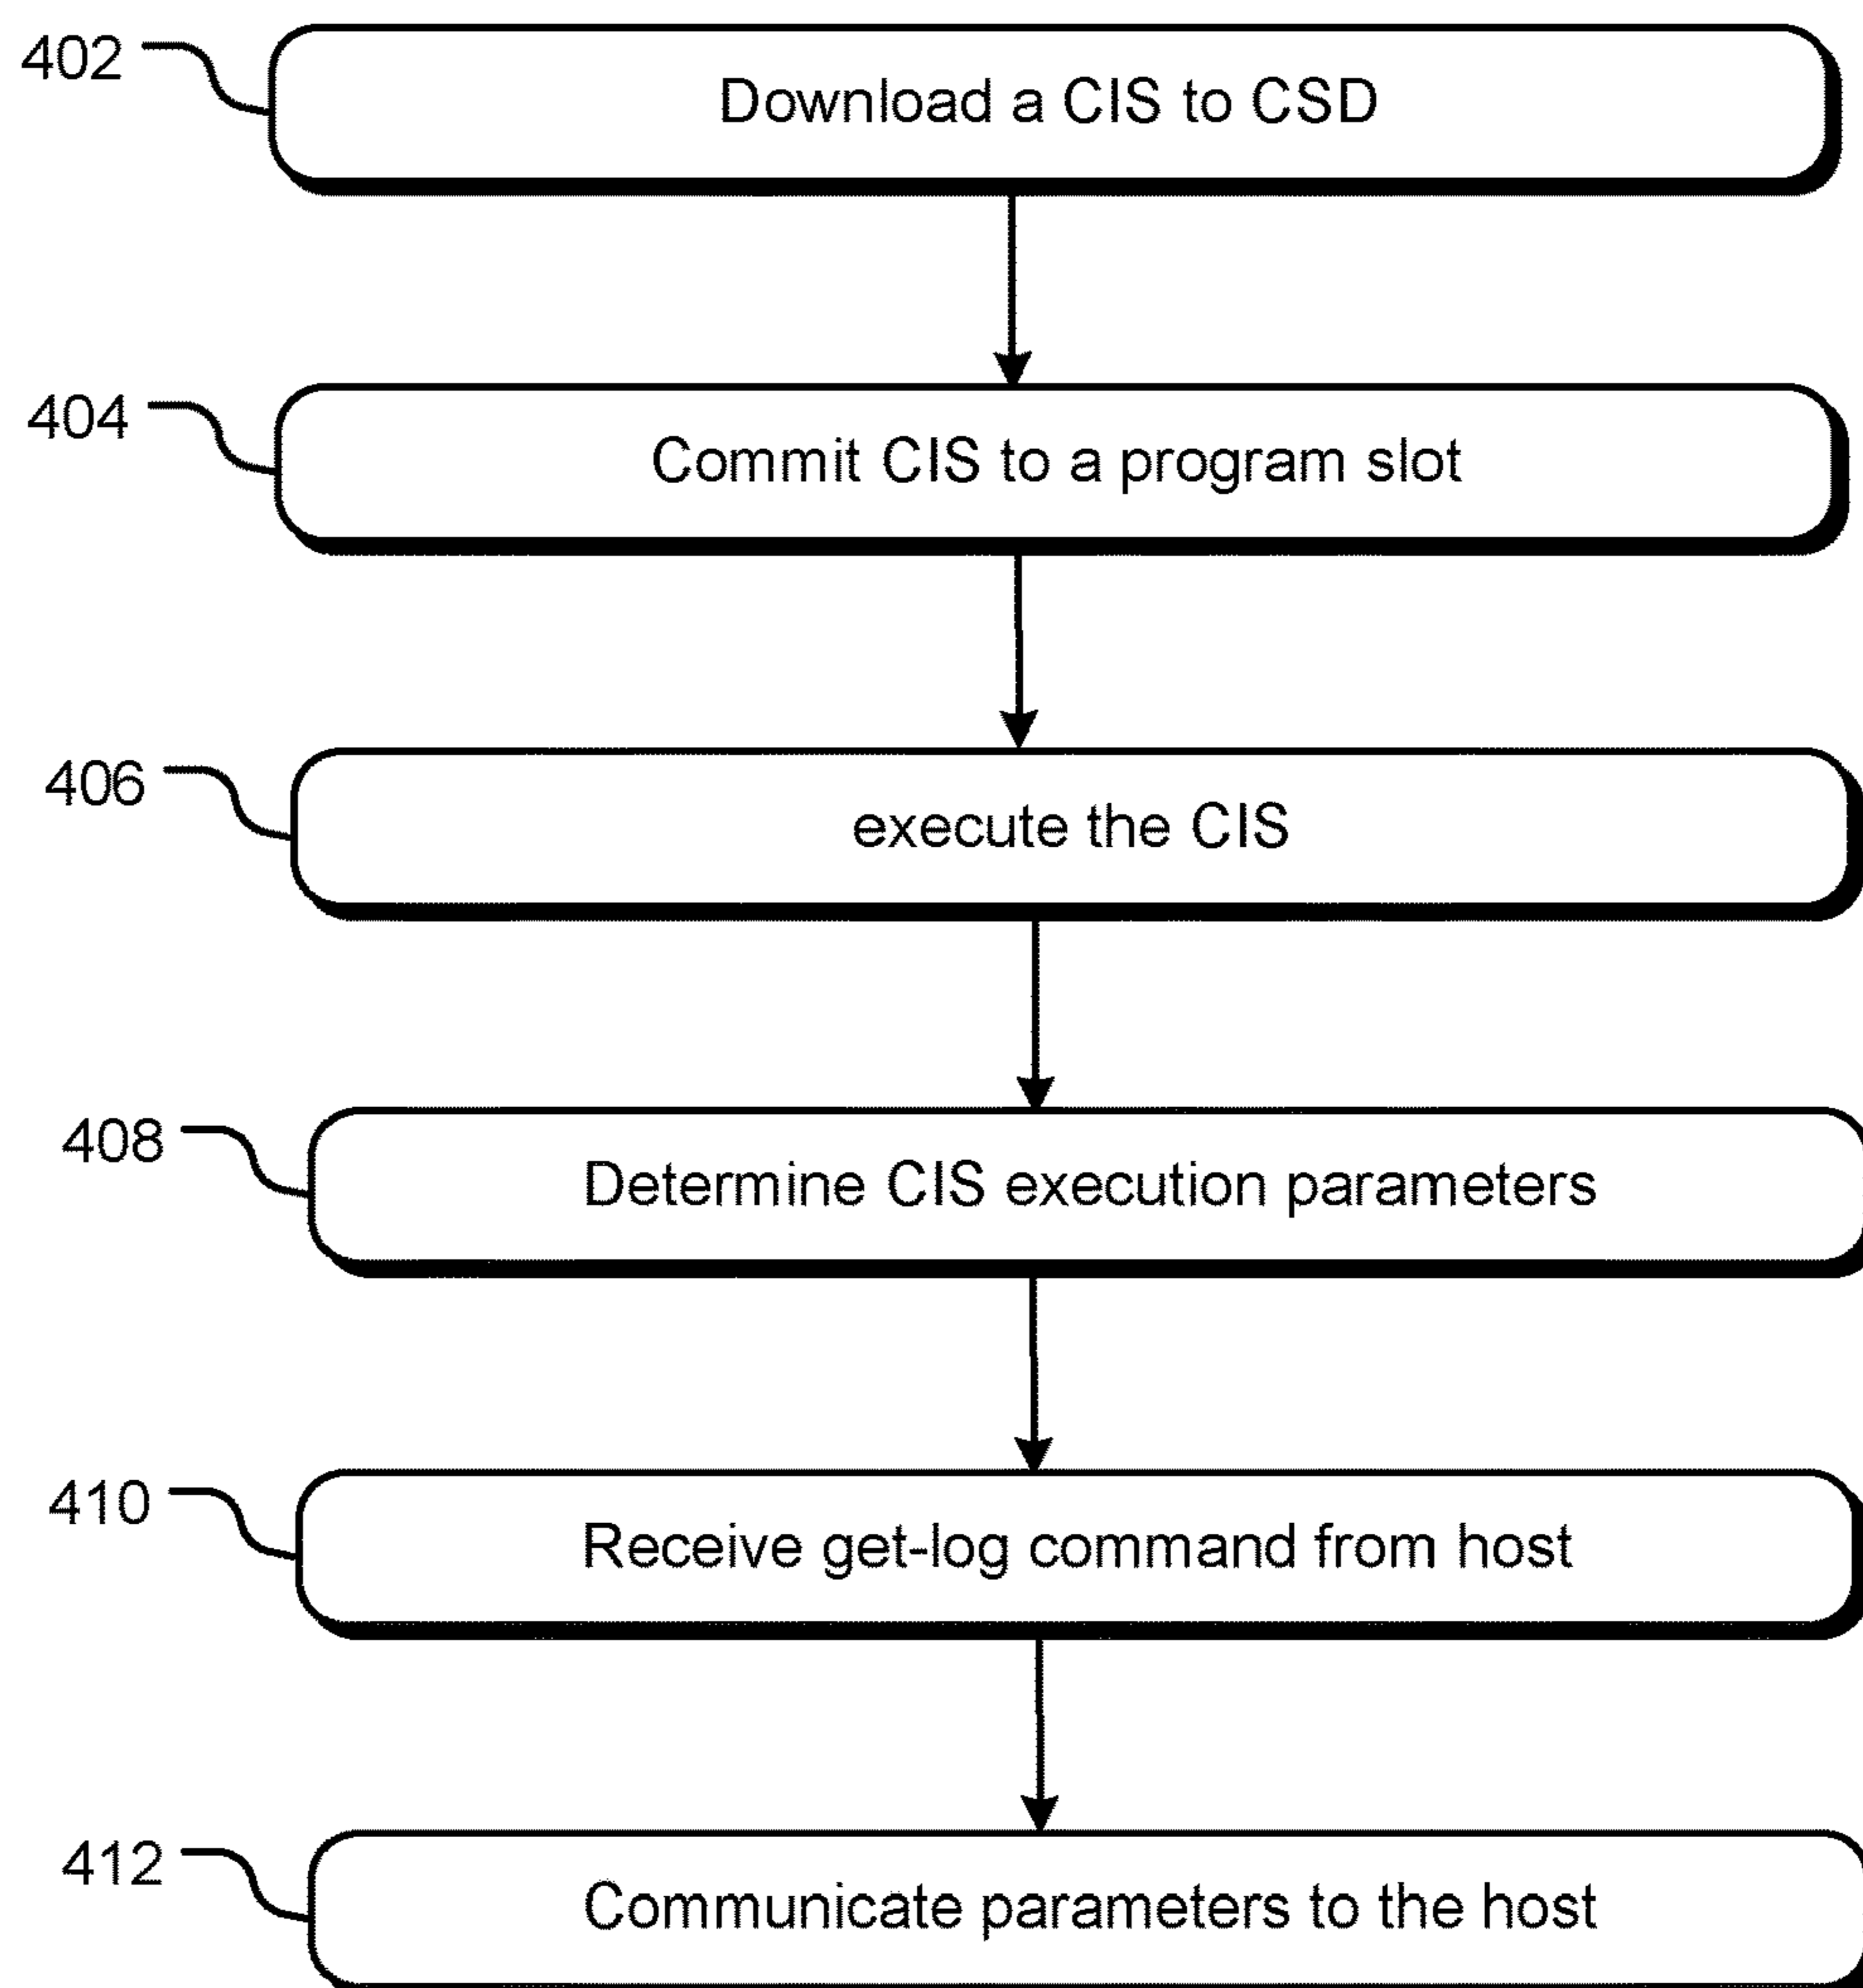 402
Download a CIS to CSD
404
Commit CIS to a program slot
406
execute the CIS
408
Determine CIS execution parameters
410
Receive get-log command from host
412
Communicate parameters to the host